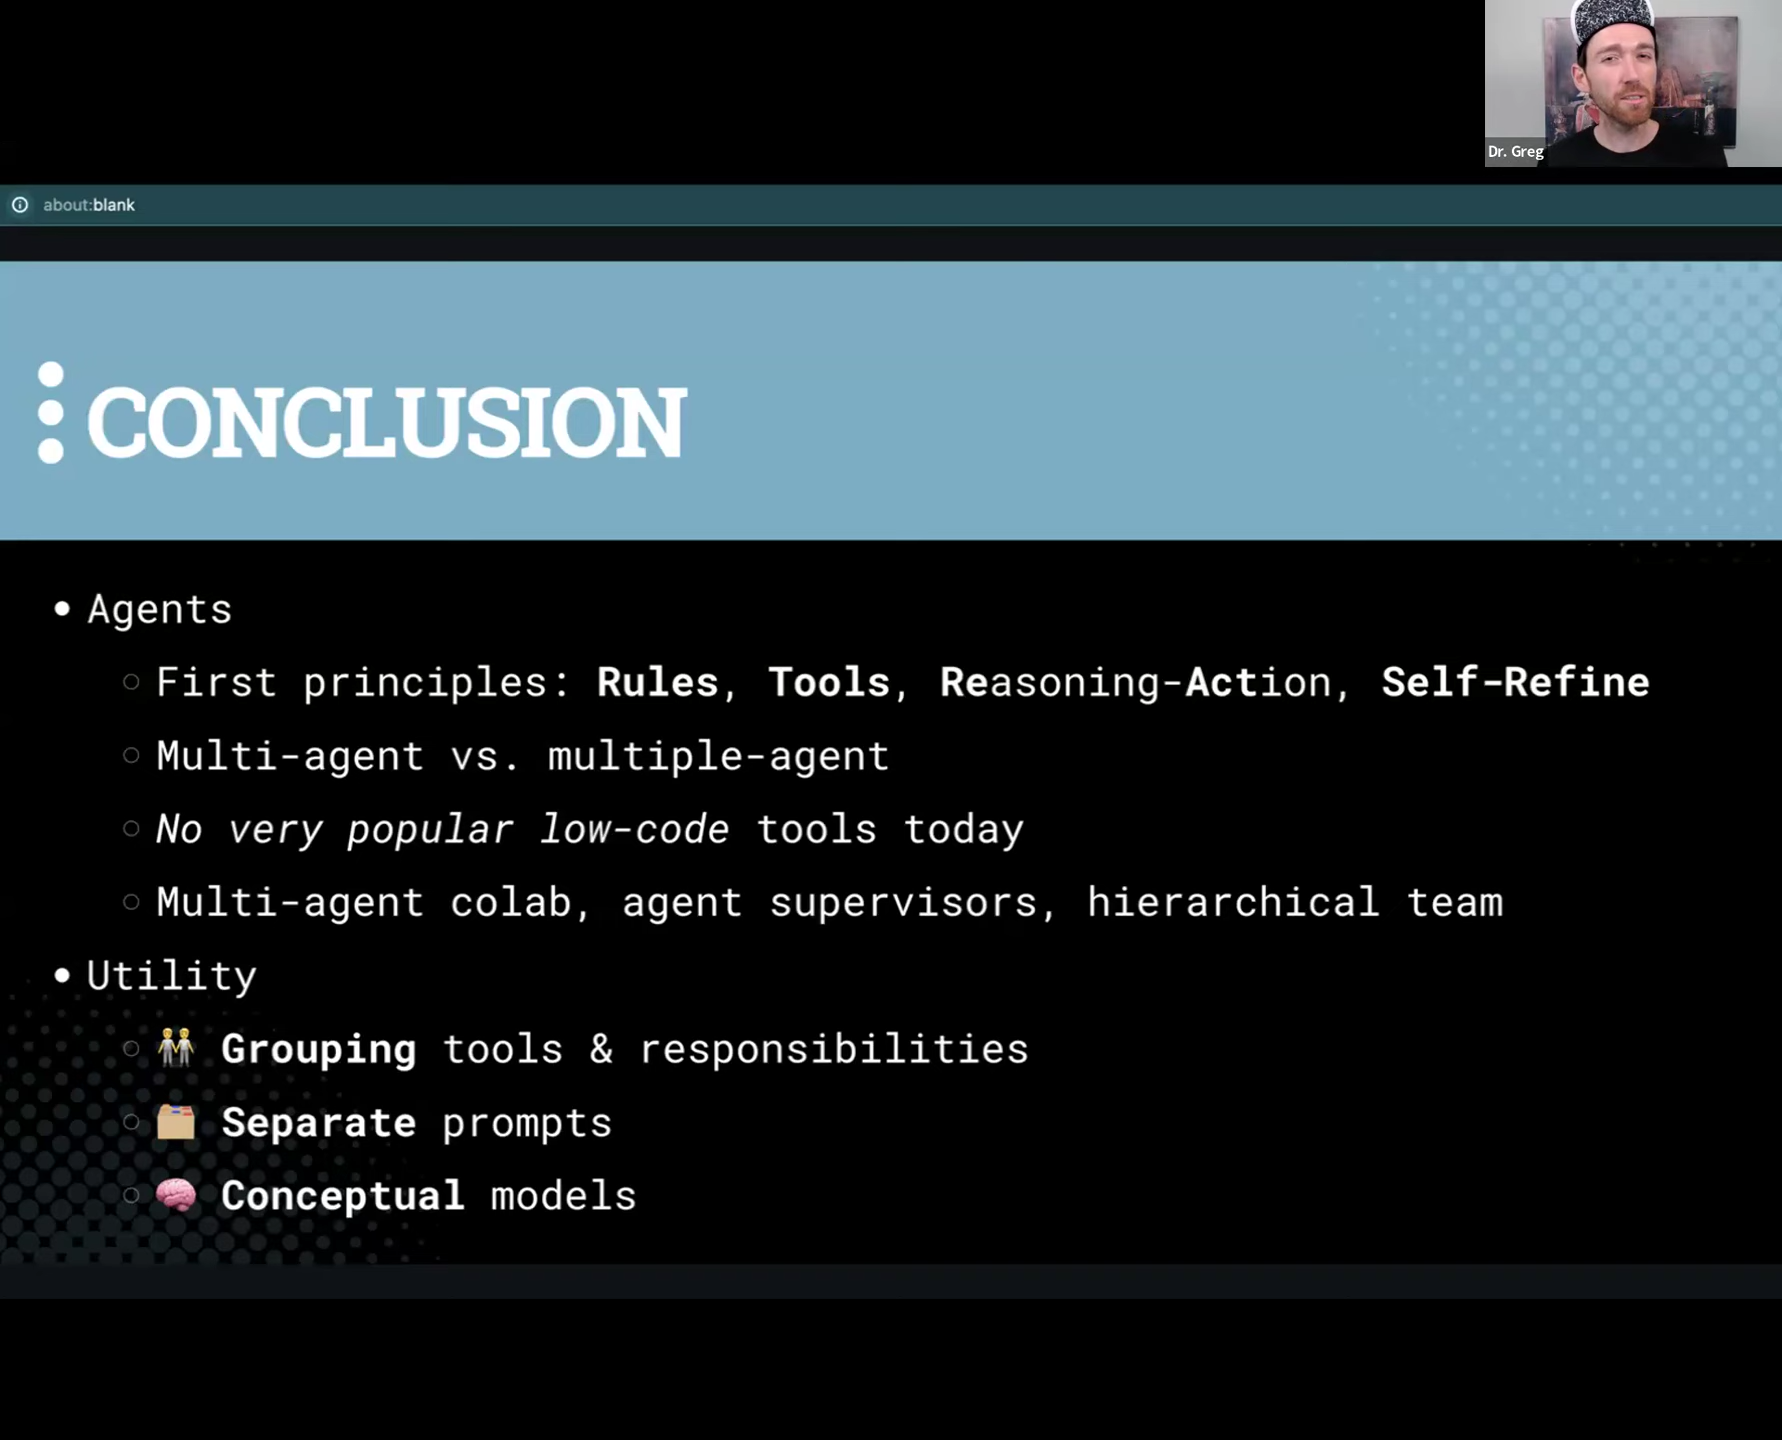 Dr. Greg
about:blank
CONCLUSION
Agents
First principles: Rules, Tools, Reasoning-Action, Self-Refine
Multi-agent vs. multiple-agent
No very popular low-code tools today
Multi-agent colab, agent supervisors, hierarchical team
Utility
Grouping tools & responsibilities
Separate prompts
Conceptual models